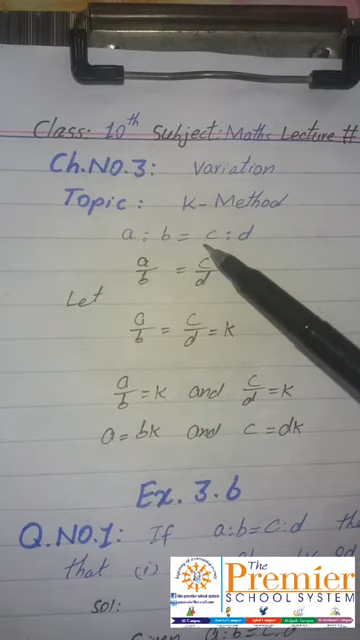 Class: 10th Subject: Maths Lecture #
Ch.NO.3 Variation
Topic: K-Method
a : b = c : d
a/b = c/d
Let
a/b = c/d = k
a/b = k and c/d = k
a = bk and c = dk
Ex. 3.6
Q.NO.1: If a:b = c:d
that (i)
Sol:
Given a:b = c:d
The
Premier
SCHOOL SYSTEM